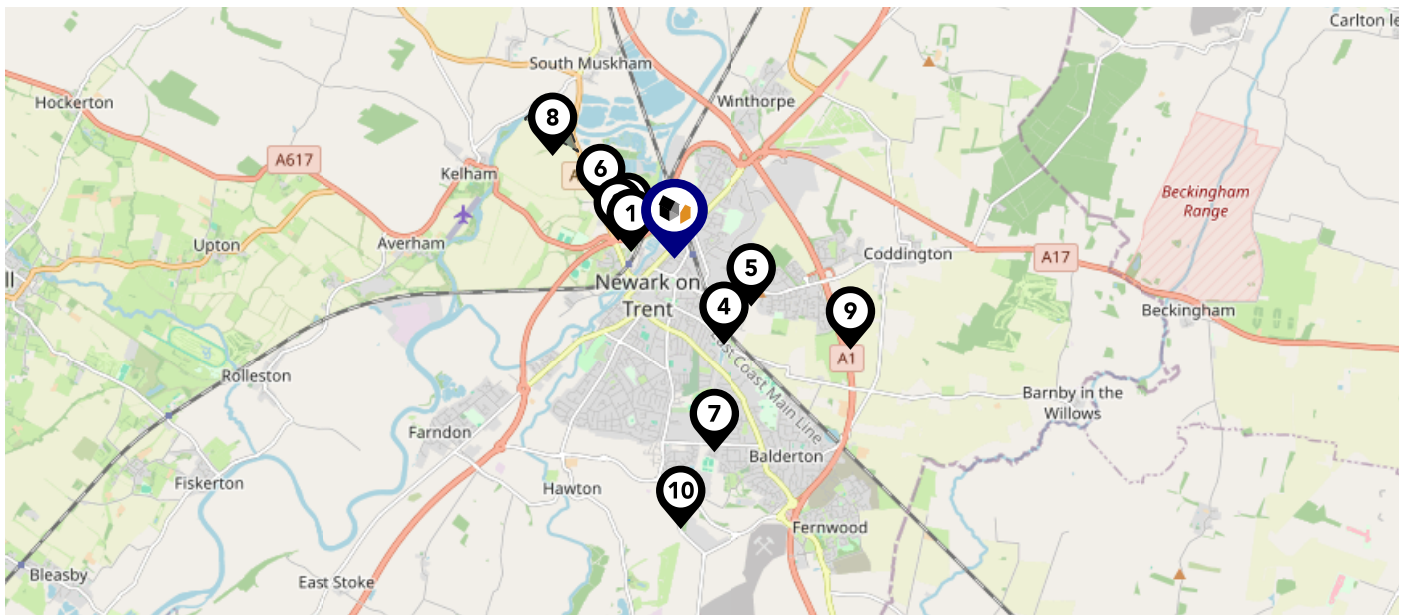 Carlton le
South Muskham
Hockerton
Winthorpe
8
A617
6
Kelham
Beckingham
Range
1
Upton
Averham
Coddington
A17
ll
5
Newark on
Trent
4
9
Beckingham
A1
East Coast Main Line
Rolleston
Barnby in the
Willows
7
Farndon
Balderton
Fiskerton
Hawton
10
Fernwood
Bleasby
East Stoke